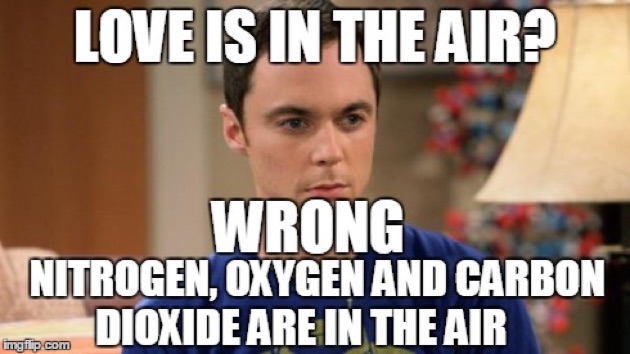 LOVE IS IN THE AIR?
WRONG
NITROGEN, OXYGEN AND CARBON
DIOXIDE ARE IN THE AIR
imgflip.com